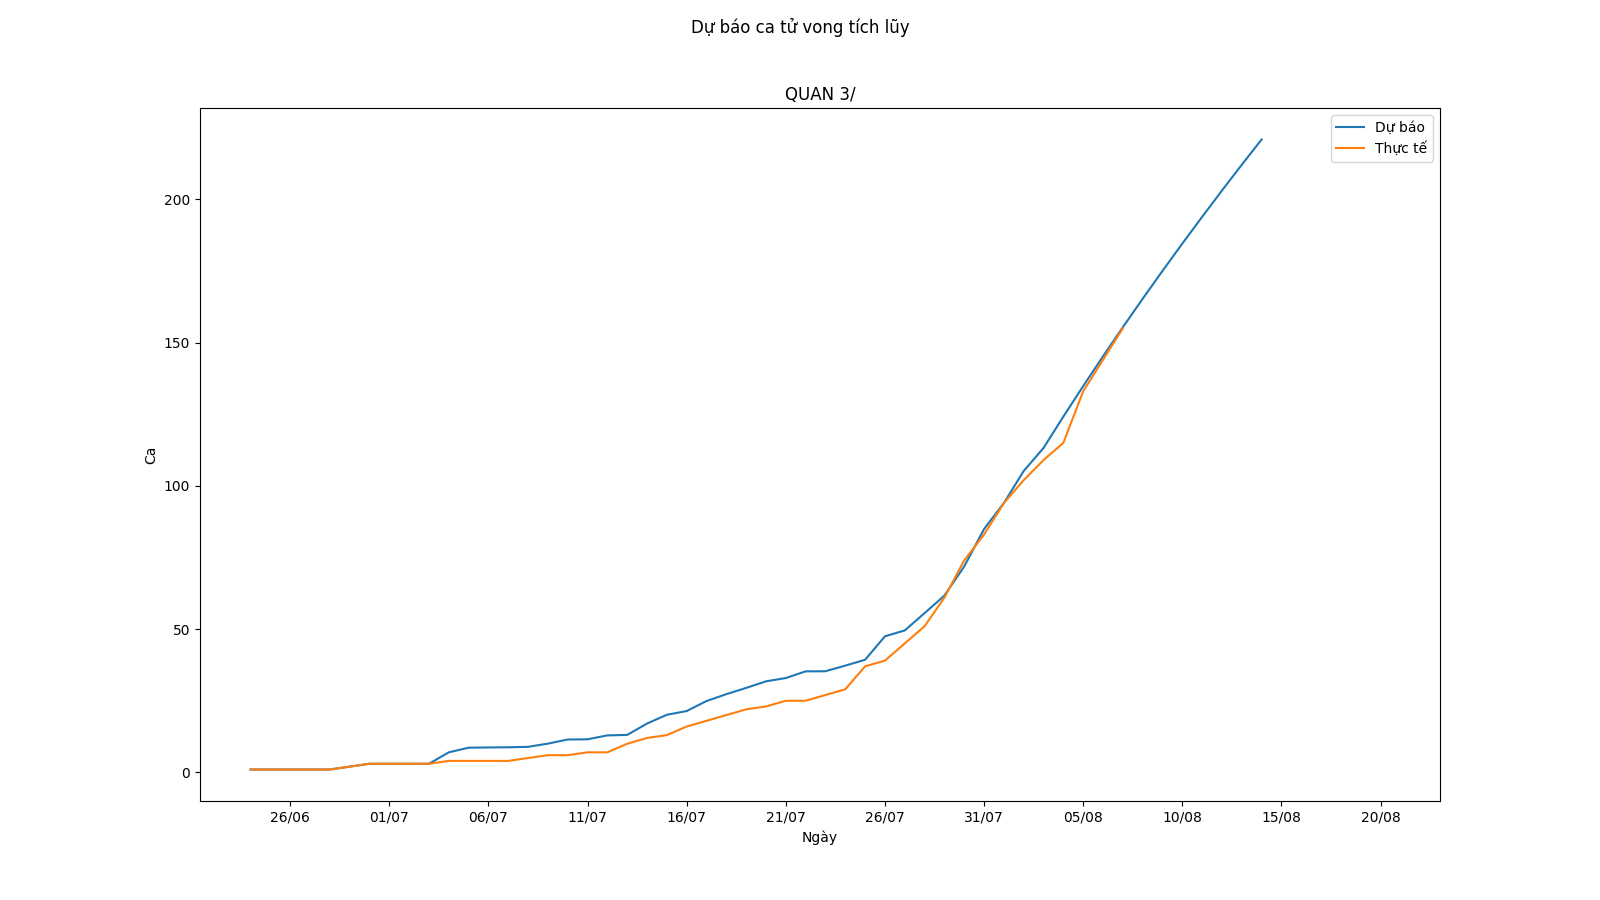 Dự báo ca tử vong tích lũy
QUAN 3/
Dự báo
Thực tế
200
150
100
50
0
Ca
26/06 01/07 06/07 11/07 16/07 21/07 26/07 31/07 05/08 10/08 15/08 20/08
Ngày